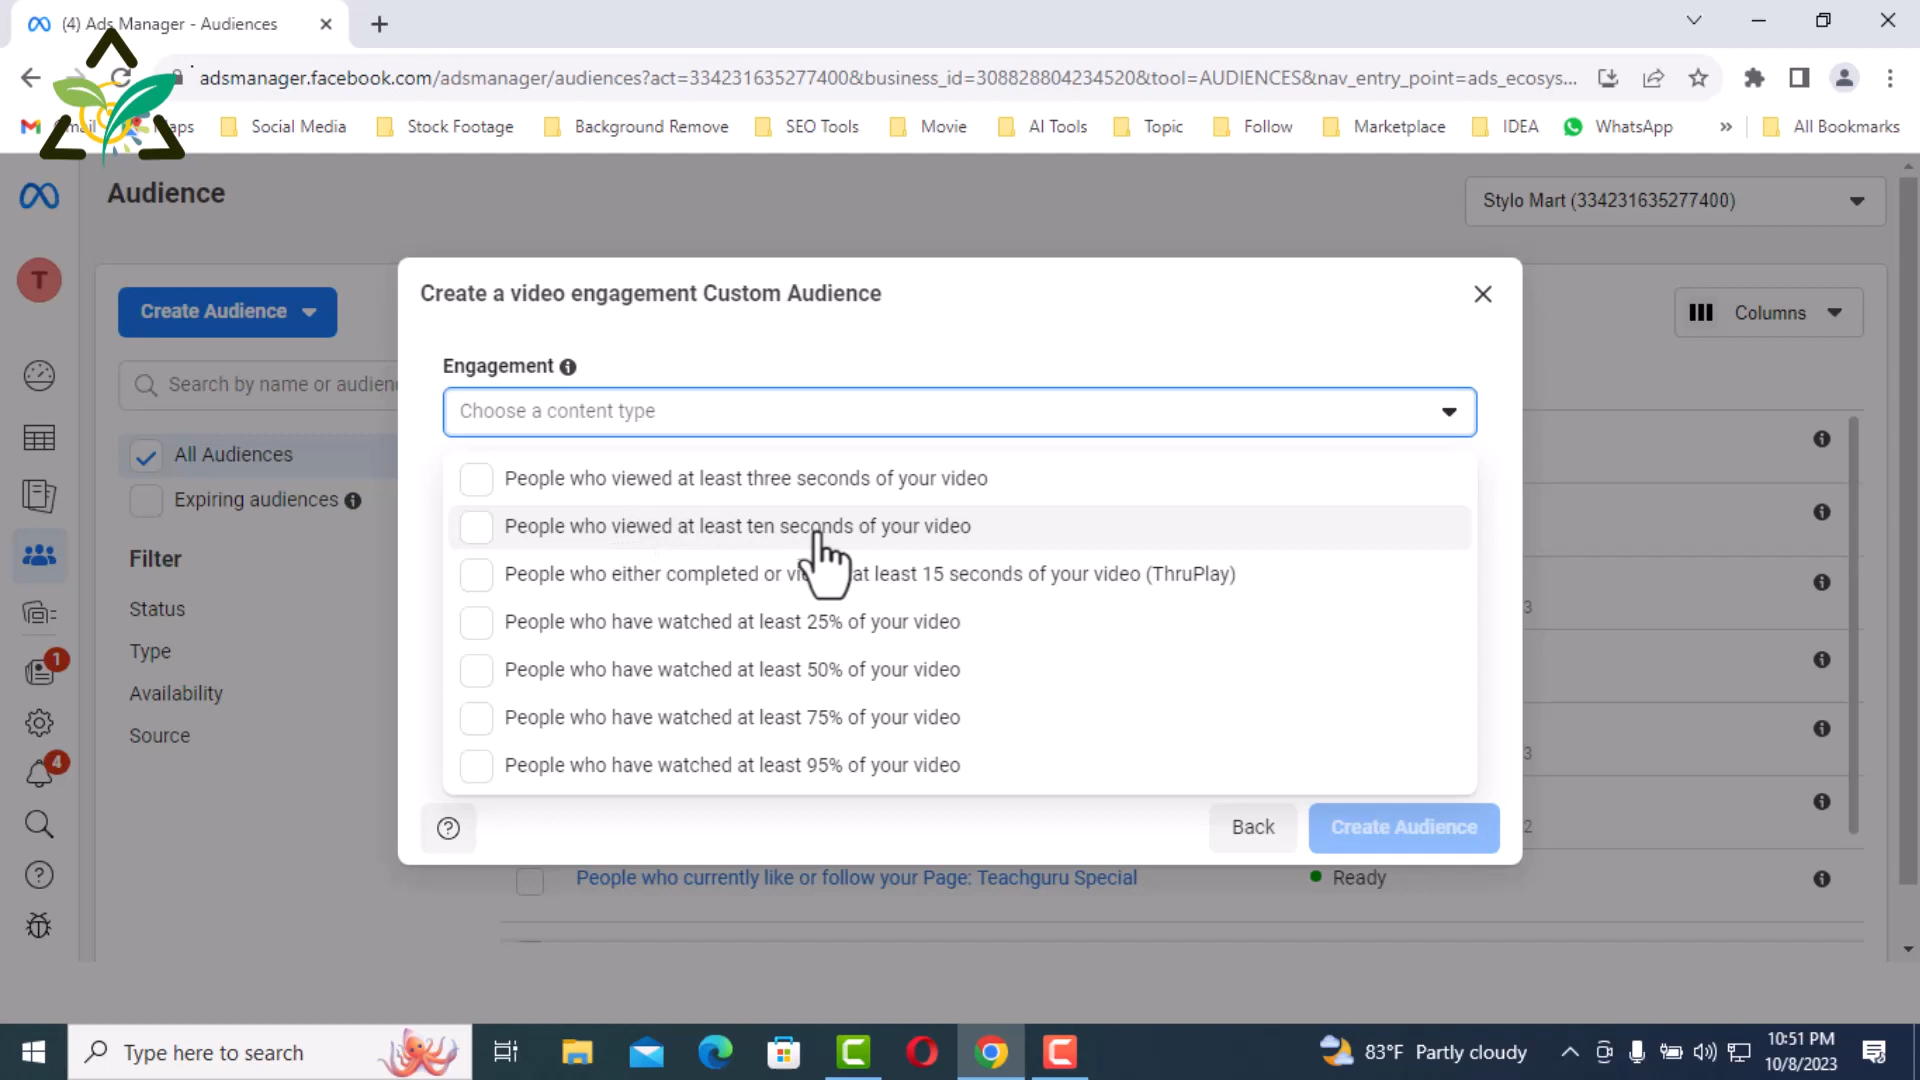 (4) Ads Manager - Audiences
adsmanager.facebook.com/adsmanager/audiences?act=334231635277400&business_id=308828804234520&tool=AUDIENCES&nav_entry_point=ads_ecosys...
Social Media
Stock Footage
Background Remove
SEO Tools
Movie
AI Tools
Topic
Follow
Marketplace
IDEA
WhatsApp
»
All Bookmarks
Audience
Stylo Mart (334231635277400)
T
Create Audience
Columns
Search by name or audien
All Audiences
Expiring audiences
Filter
Status
Type
Availability
Source
1
4
Create a video engagement Custom Audience
Engagement
Choose a content type
People who viewed at least three seconds of your video
People who viewed at least ten seconds of your video
People who either completed or at least 15 seconds of your video (ThruPlay)
People who have watched at least 25% of your video
People who have watched at least 50% of your video
People who have watched at least 75% of your video
People who have watched at least 95% of your video
Back
Create Audience
3
3
2
People who currently like or follow your Page: Teachguru Special
Ready
Type here to search
83°F Partly cloudy
10:51 PM
10/8/2023